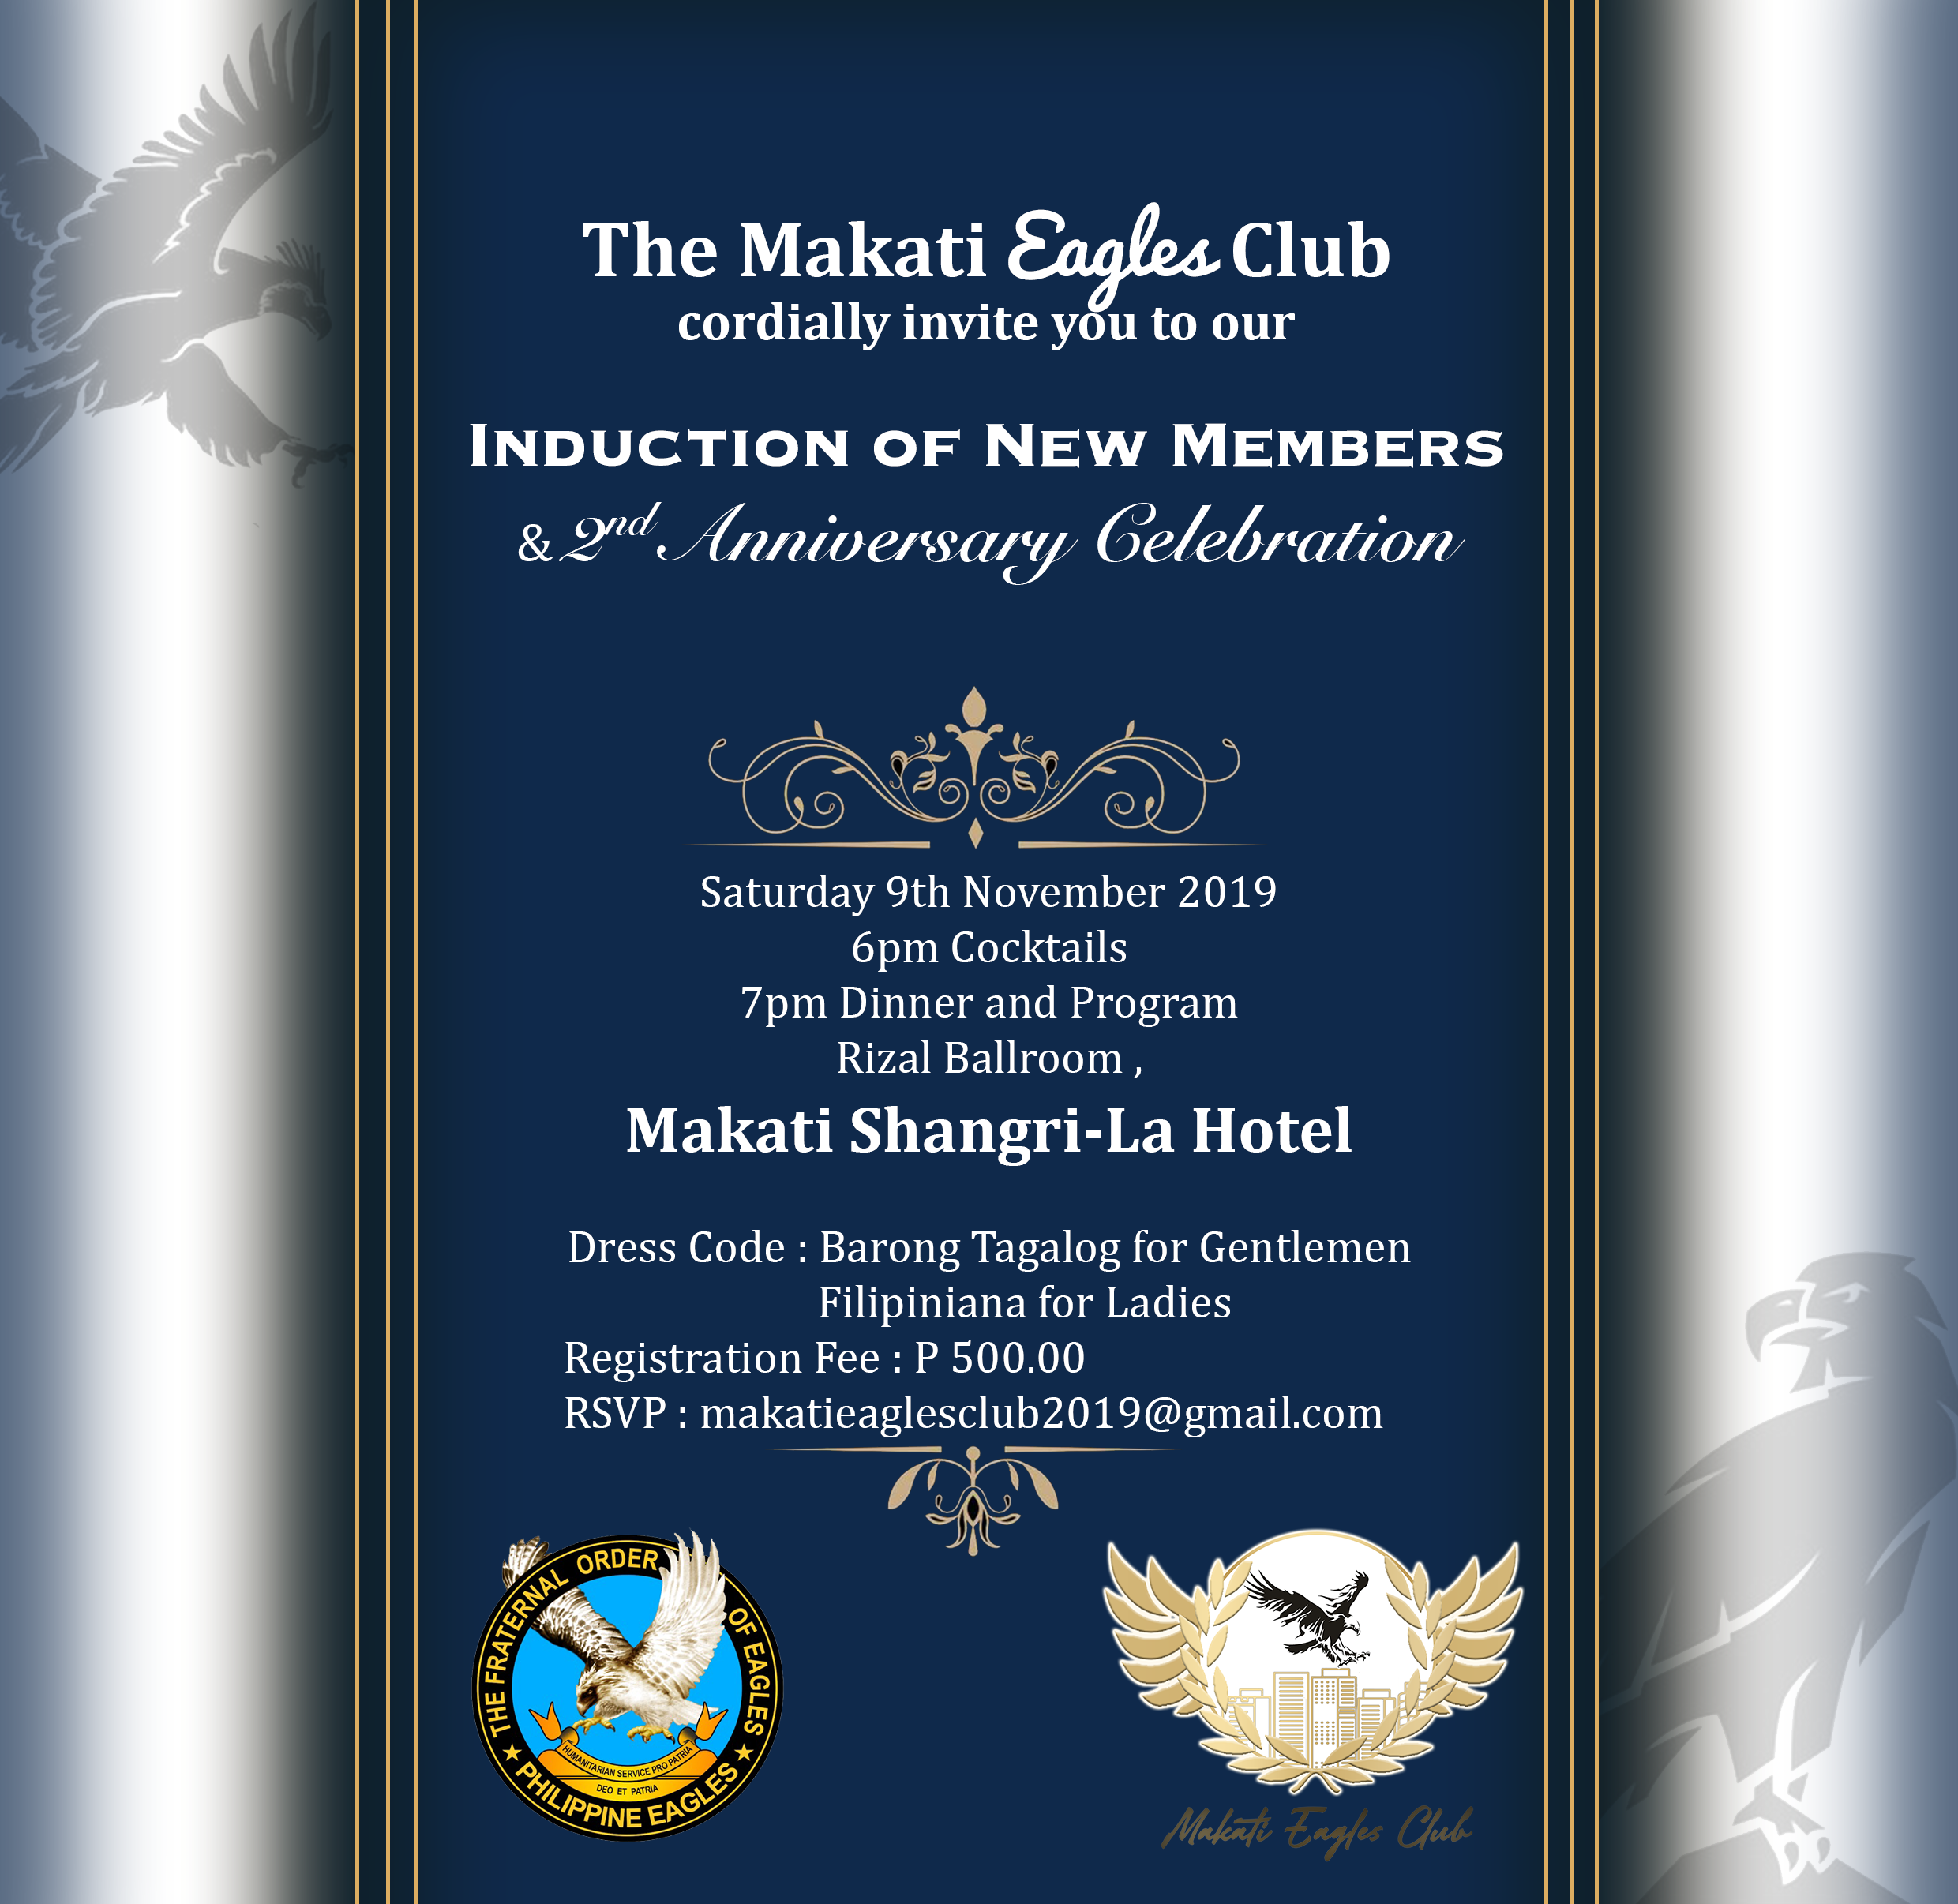 The Makati Eagles Club
cordially invite you to our
INDUCTION OF NEW MEMBERS
& 2nd Anniversary Celebration
Saturday 9th November 2019
6pm Cocktails
7pm Dinner and Program
Rizal Ballroom ,
Makati Shangri-La Hotel
Dress Code : Barong Tagalog for Gentlemen
Filipiniana for Ladies
Registration Fee : P 500.00
RSVP : makatieaglesclub2019@gmail.com
THE FRATERNAL ORDER OF EAGLES
HUMANITARIAN SERVICE PRO PATRIA
DEO ET PATRIA
★ PHILIPPINE EAGLES ★
Makati Eagles Club